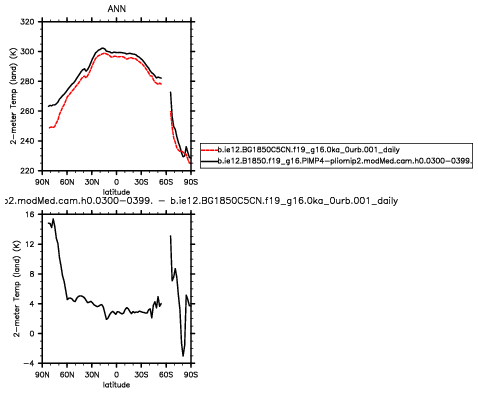 ANN
320
300
280
260
240
220
2-meter Temp (land) (K)
90N 60N 30N 0 30S 60S 90S
latitude
b.ie12.BG1850C5CN.f19_g16.0ka_0urb.001_daily
b.ie12.B1850.f19_g16.PlMIP4-pliomip2.modMed.cam.h0.0300-0399.
p2.modMed.cam.h0.0300-0399. - b.ie12.BG1850C5CN.f19_g16.0ka_0urb.001_daily
16
12
8
4
0
-4
2-meter Temp (land) (K)
90N 60N 30N 0 30S 60S 90S
latitude